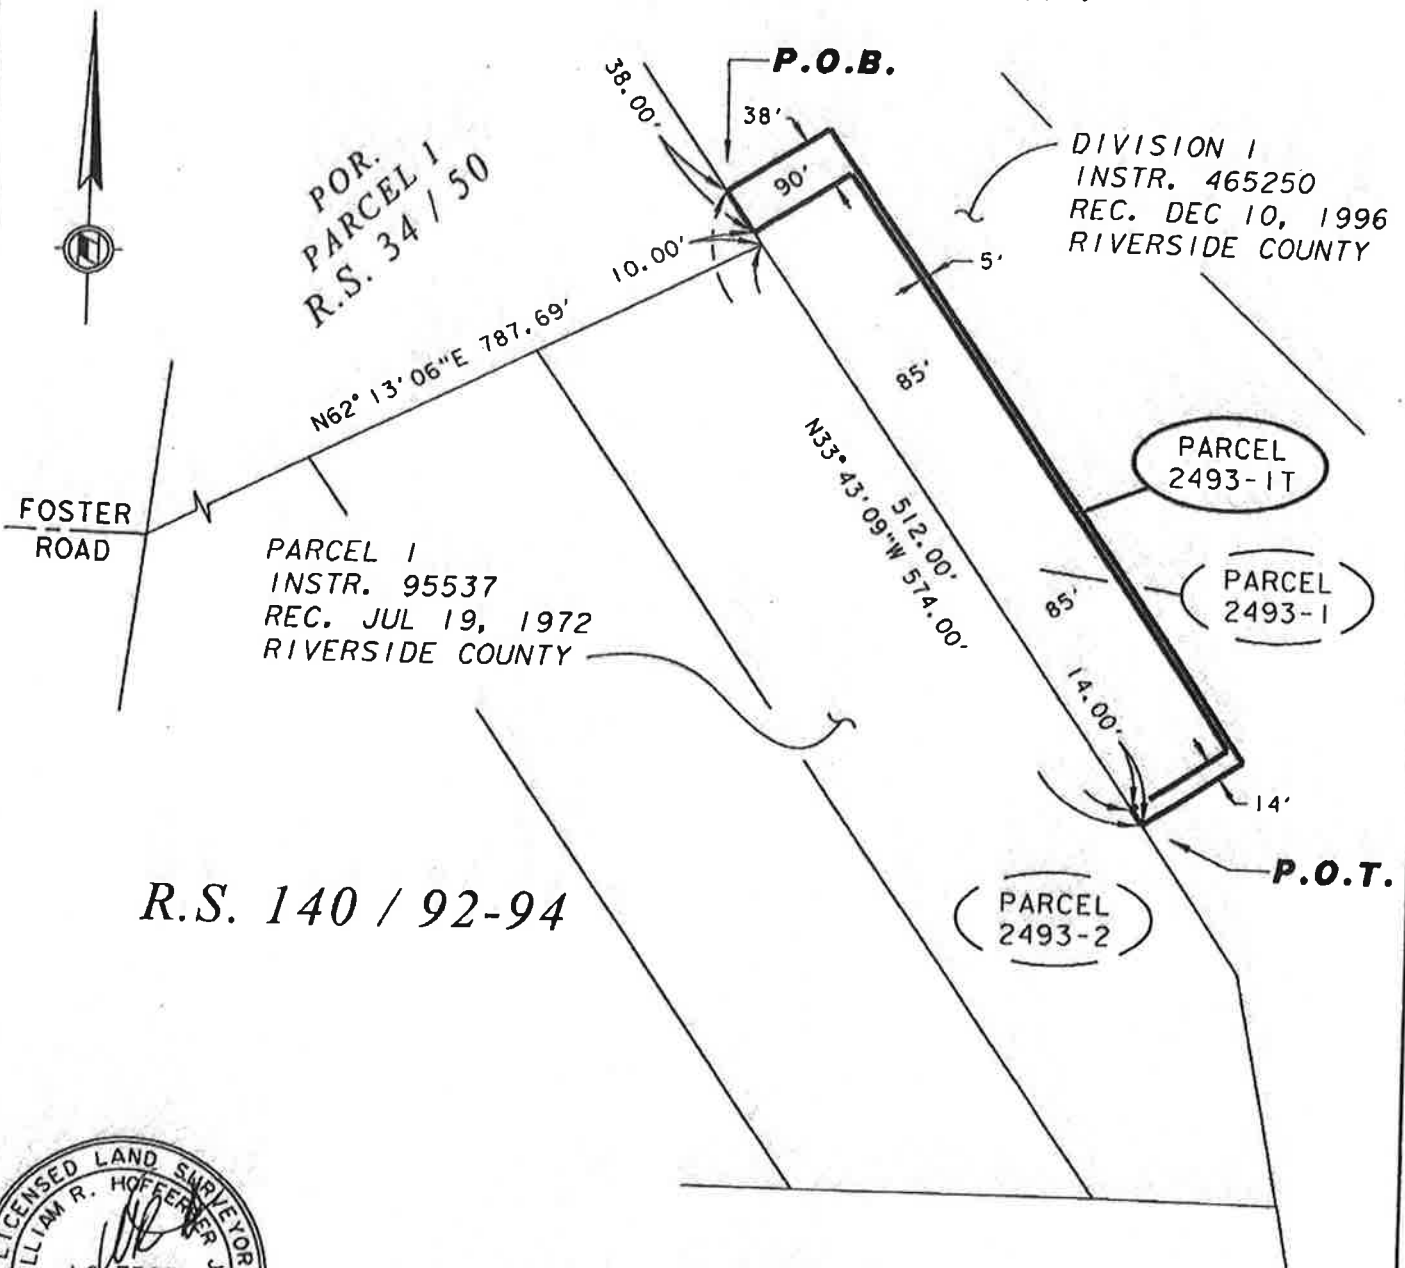 P.O.B.
38.00'
38'
90'
POR.
PARCEL 1
R.S. 34 / 50
DIVISION 1
INSTR. 465250
REC. DEC 10, 1996
RIVERSIDE COUNTY
10.00'
5'
N62° 13' 06"E 787.69'
85'
PARCEL
2493-1T
FOSTER
ROAD
N33° 43' 09"W 574.00'
512.00'
PARCEL 1
INSTR. 95537
REC. JUL 19, 1972
RIVERSIDE COUNTY
85'
PARCEL
2493-1
14.00'
14'
P.O.T.
R.S. 140 / 92-94
PARCEL
2493-2
LICENSED LAND SURVEYOR